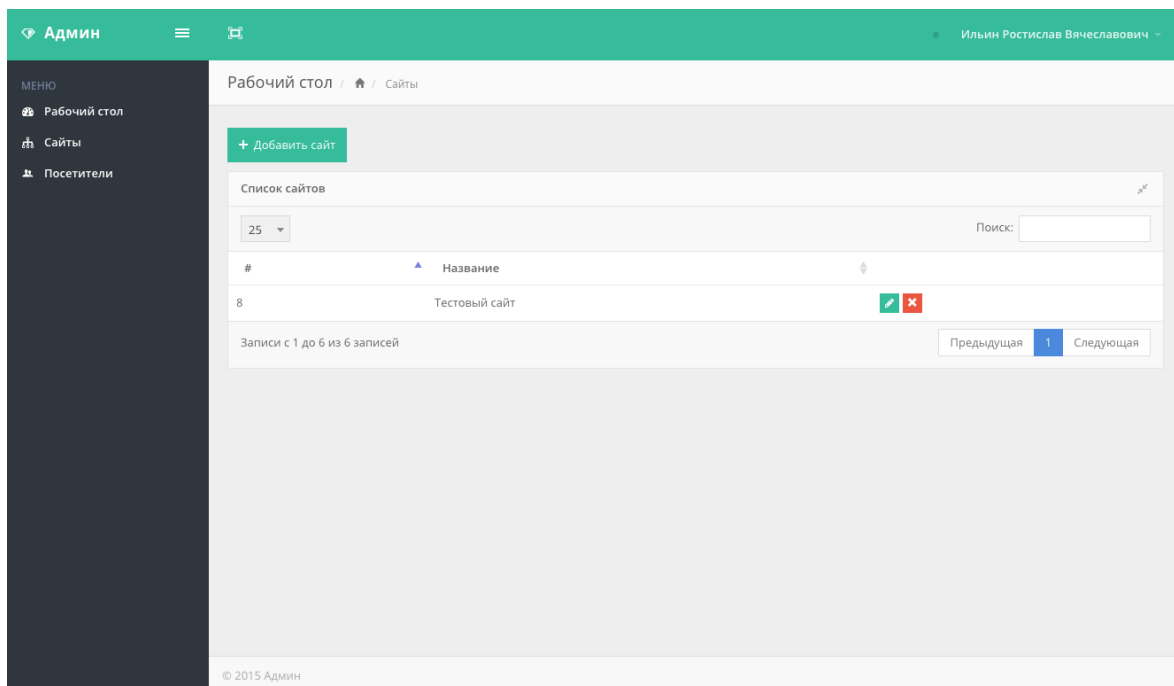 Админ
Ильин Ростислав Вячеславович
МЕНЮ
Рабочий стол
Сайты
Посетители
Рабочий стол / / Сайты
+ Добавить сайт
Список сайтов
25
Поиск:
# Название
8 Тестовый сайт
Записи с 1 до 6 из 6 записей
Предыдущая 1 Следующая
© 2015 Админ